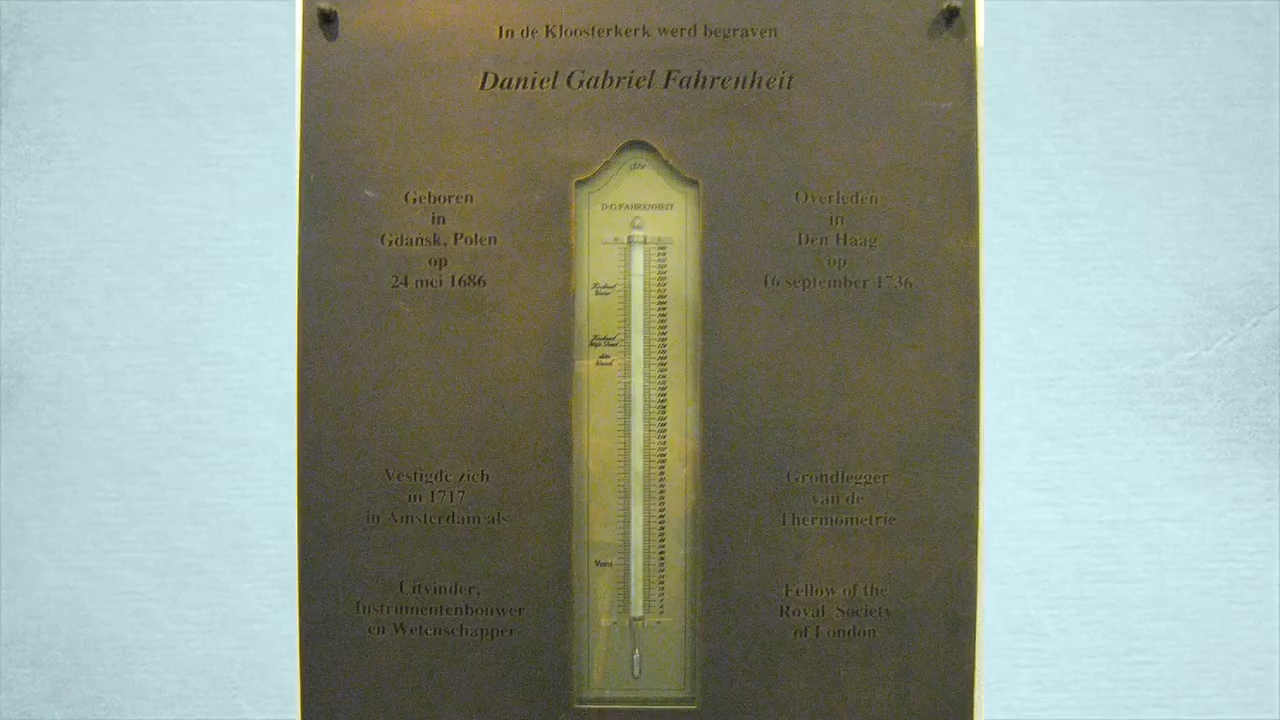 In de Kloosterkerk werd begraven
Daniel Gabriel Fahrenheit
Geboren
in
Gdańsk, Polen
op
24 mei 1686
Overleden
in
Den Haag
op
16 september 1736
D:G:FAHRENHEIT
Vorst
Vestigde zich
in 1717
in Amsterdam als
Uitvinder,
Instrumentenbouwer
en Wetenschapper
Grondlegger
van de
Thermometrie
Fellow of the
Royal Society
of London